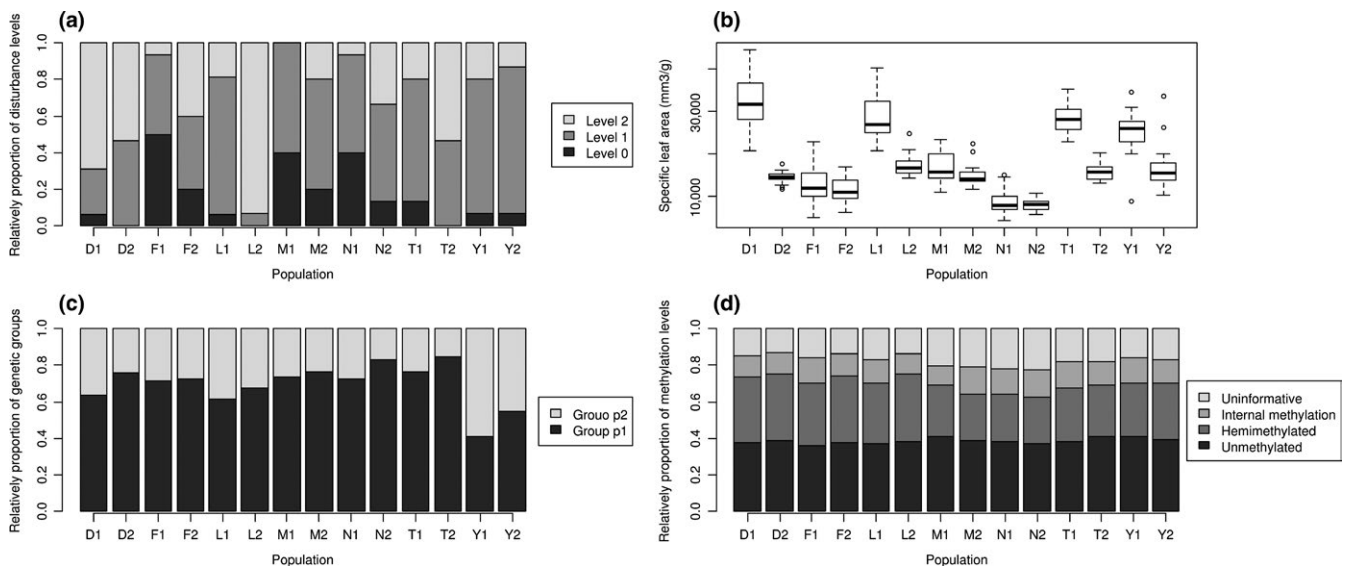 (a)
Relatively proportion of disturbance levels
1.0
0.8
0.6
0.4
0.2
0.0
D1 D2 F1 F2 L1 L2 M1 M2 N1 N2 T1 T2 Y1 Y2
Population
Level 2
Level 1
Level 0
(b)
Specific leaf area (mm3/g)
30,000
10,000
D1 D2 F1 F2 L1 L2 M1 M2 N1 N2 T1 T2 Y1 Y2
Population
(c)
Relatively proportion of genetic groups
1.0
0.8
0.6
0.4
0.2
0.0
D1 D2 F1 F2 L1 L2 M1 M2 N1 N2 T1 T2 Y1 Y2
Population
Grouo p2
Group p1
(d)
Relatively proportion of methylation levels
1.0
0.8
0.6
0.4
0.2
0.0
D1 D2 F1 F2 L1 L2 M1 M2 N1 N2 T1 T2 Y1 Y2
Population
Uninformative
Internal methylation
Hemimethylated
Unmethylated